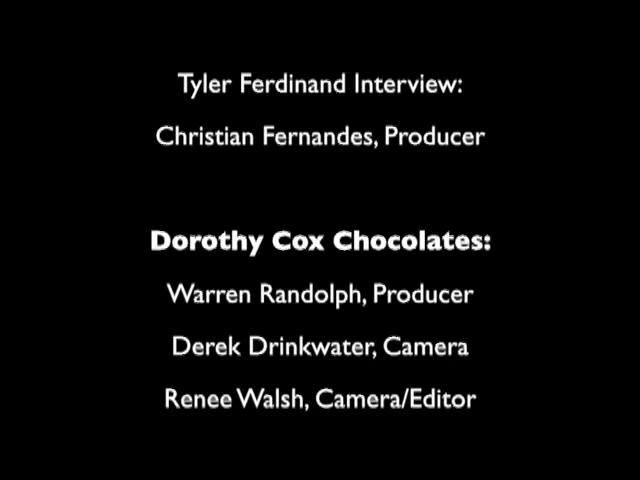 Tyler Ferdinand Interview:
Christian Fernandes, Producer
Dorothy Cox Chocolates:
Warren Randolph, Producer
Derek Drinkwater, Camera
Renee Walsh, Camera/Editor